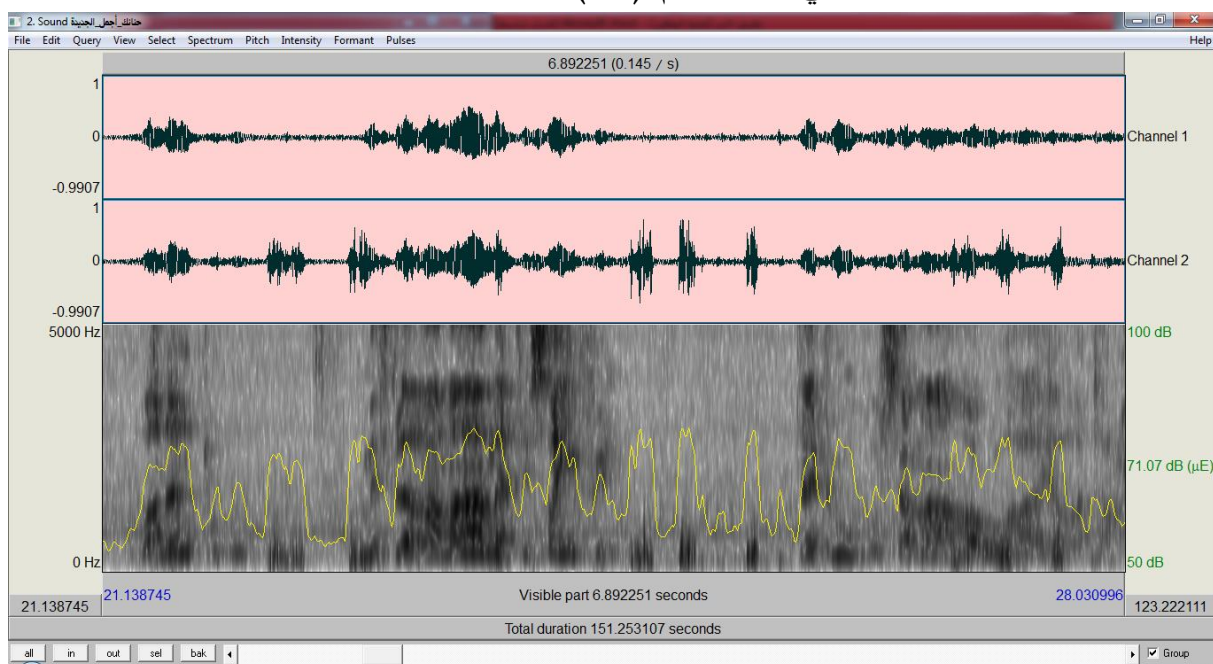 2. Sound حنانك_أجمل_الجديدة
File Edit Query View Select Spectrum Pitch Intensity Formant Pulses Help
6.892251 (0.145 / s)
1
0
-0.9907
Channel 1
1
0
-0.9907
Channel 2
5000 Hz
0 Hz
100 dB
71.07 dB (µE)
50 dB
21.138745
21.138745
Visible part 6.892251 seconds
28.030996
123.222111
Total duration 151.253107 seconds
all in out sel bak Group